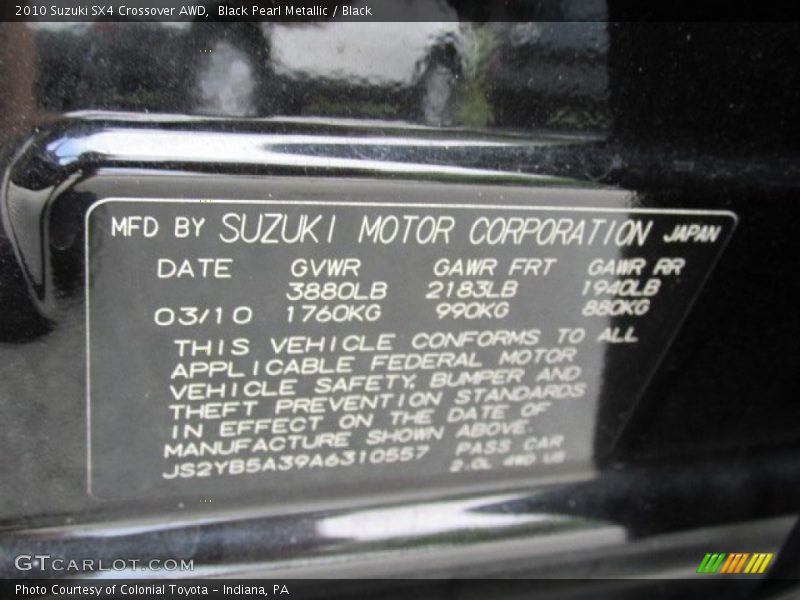 2010 Suzuki SX4 Crossover AWD,  Black Pearl Metallic / Black
MFD BY SUZUKI MOTOR CORPORATION JAPAN
DATE GVWR GAWR FRT GAWR RR
3880LB 2183LB 1940LB
03/10 1760KG 990KG 880KG
THIS VEHICLE CONFORMS TO ALL
APPLICABLE FEDERAL MOTOR
VEHICLE SAFETY, BUMPER AND
THEFT PREVENTION STANDARDS
IN EFFECT ON THE DATE OF
MANUFACTURE SHOWN ABOVE.
JS2YB5A39A6310557 PASS CAR
2.0L 4WD US
GTCARLOT.COM
Photo Courtesy of Colonial Toyota - Indiana, PA